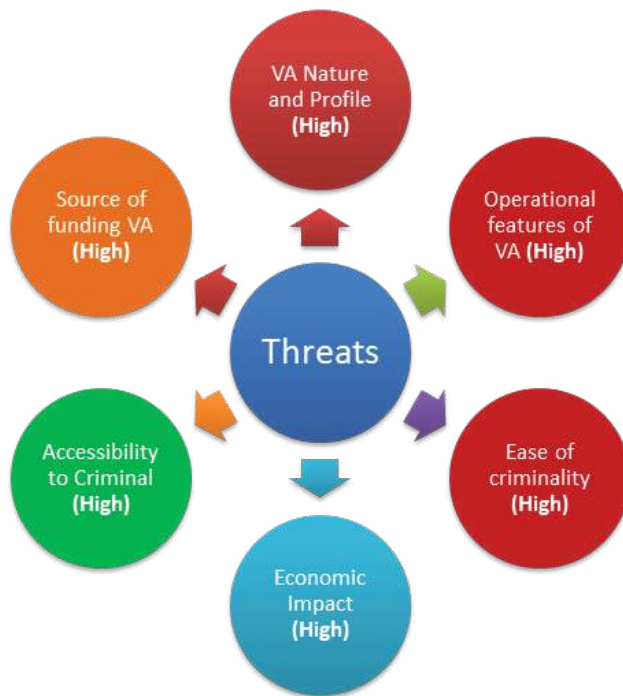 VA Nature
and Profile
(High)
Source of
funding VA
(High)
Operational
features of
VA (High)
Threats
Accessibility
to Criminal
(High)
Ease of
criminality
(High)
Economic
Impact
(High)